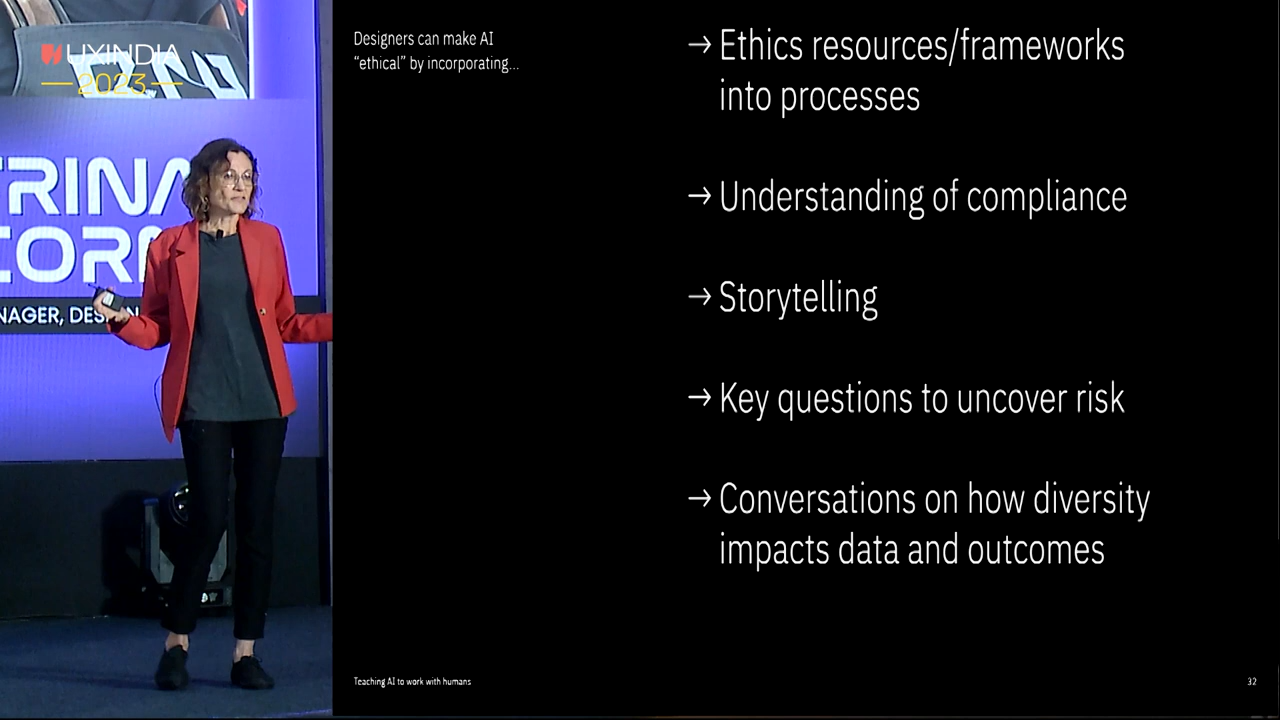 UXINDIA
2023
Designers can make AI
“ethical” by incorporating...
→ Ethics resources/frameworks
into processes
→ Understanding of compliance
→ Storytelling
→ Key questions to uncover risk
→ Conversations on how diversity
impacts data and outcomes
Teaching AI to work with humans
32